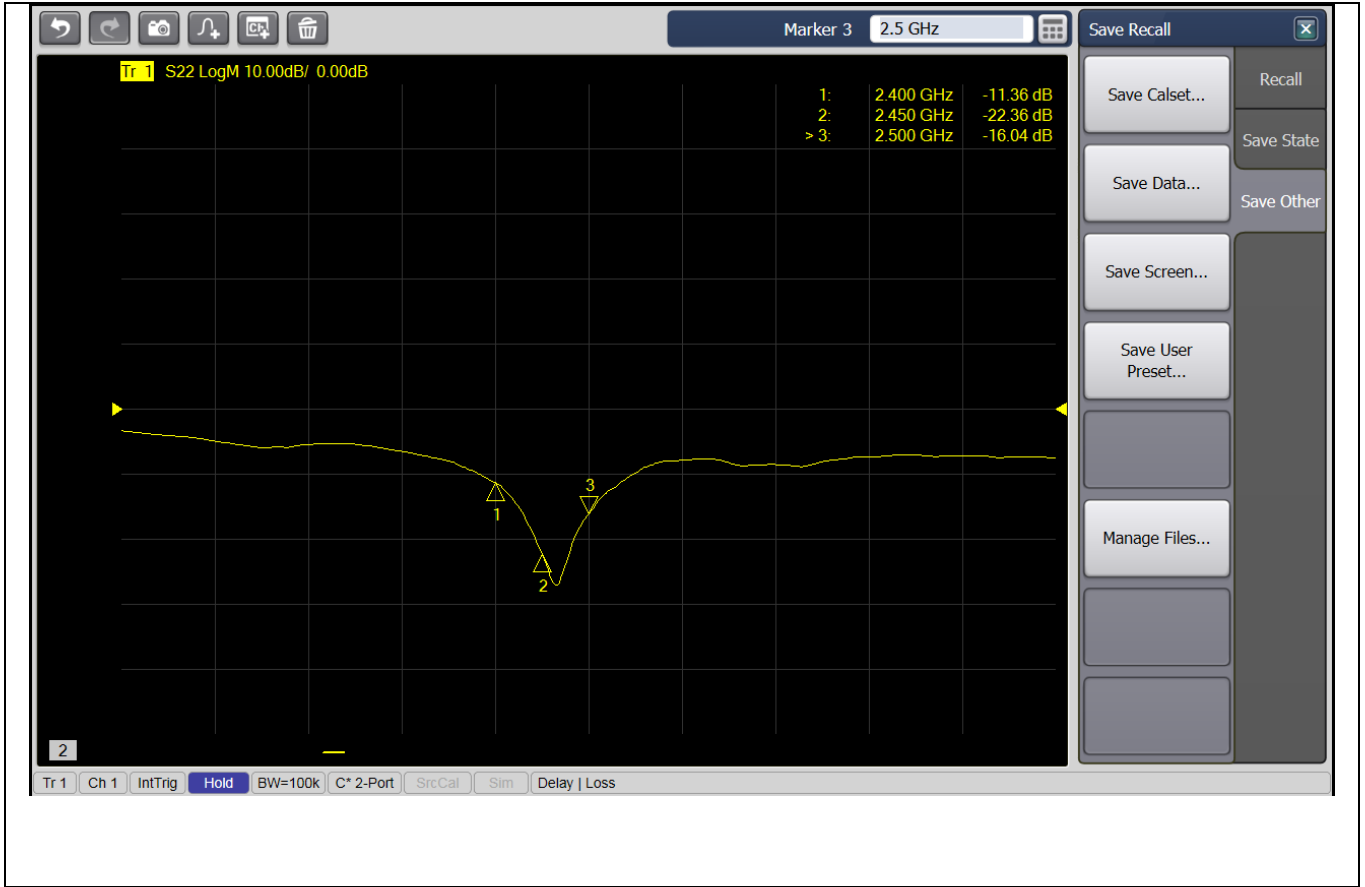 Marker 3 2.5 GHz
Save Recall
Tr 1 S22 LogM 10.00dB/ 0.00dB
1: 2.400 GHz -11.36 dB
2: 2.450 GHz -22.36 dB
> 3: 2.500 GHz -16.04 dB
3
1
2
2
Tr 1 Ch 1 IntTrig Hold BW=100k C* 2-Port SrcCal Sim Delay | Loss
Save Calset...
Save Data...
Save Screen...
Save User
Preset...
Manage Files...
Recall
Save State
Save Other
Ch